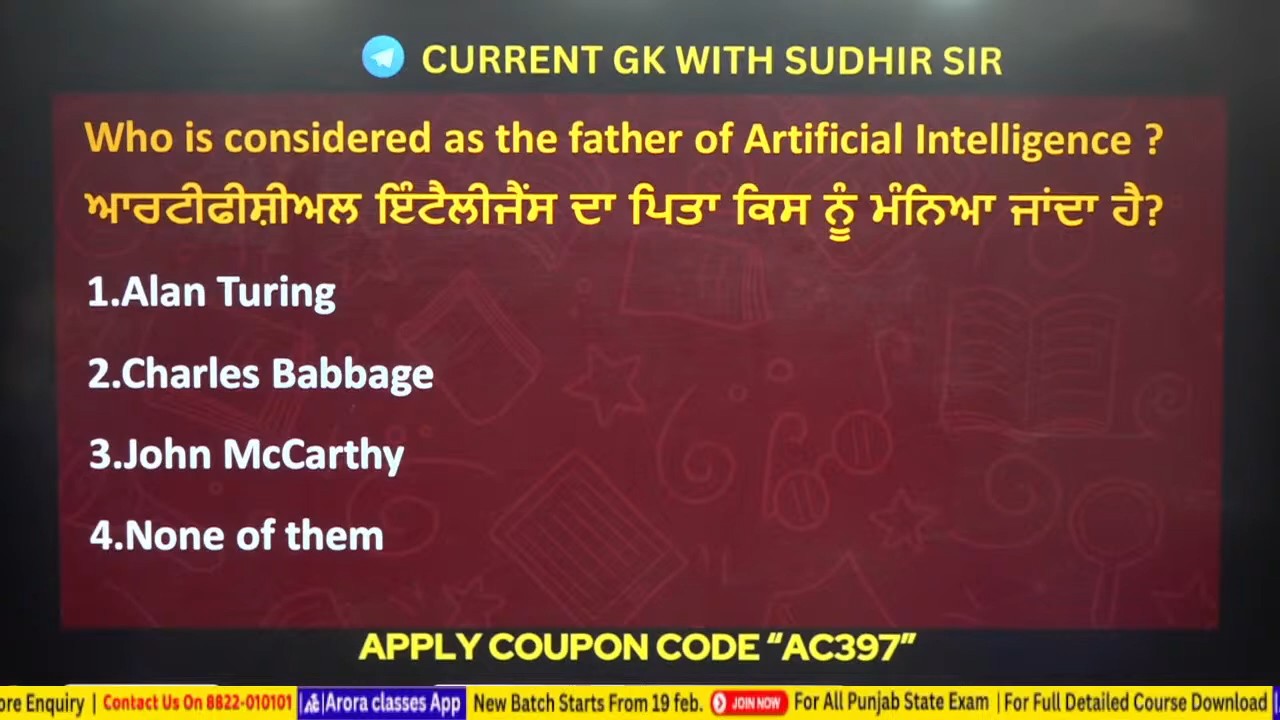 CURRENT GK WITH SUDHIR SIR
Who is considered as the father of Artificial Intelligence ?
ਆਰਟੀਫੀਸ਼ੀਅਲ ਇੰਟੈਲੀਜੈਂਸ ਦਾ ਪਿਤਾ ਕਿਸ ਨੂੰ ਮੰਨਿਆ ਜਾਂਦਾ ਹੈ?
1.Alan Turing
2.Charles Babbage
3.John McCarthy
4.None of them
APPLY COUPON CODE “AC397”
ore Enquiry | Contact Us On 8822-010101 Arora classes App New Batch Starts From 19 feb. JOIN NOW For All Punjab State Exam | For Full Detailed Course Download